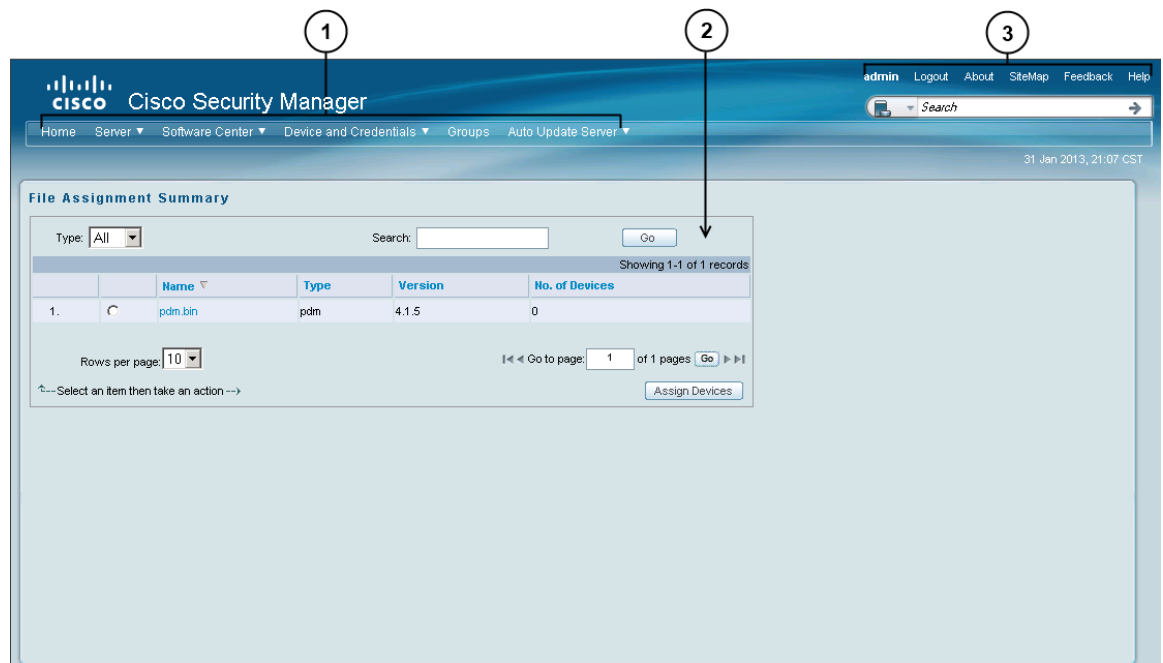 1
2
3
admin Logout About SiteMap Feedback Help
CISCO Cisco Security Manager
Search
Home Server Software Center Device and Credentials Groups Auto Update Server
31 Jan 2013, 21:07 CST
File Assignment Summary
Type: All Search: Go
Showing 1-1 of 1 records
Name Type Version No. of Devices
1. pdm.bin pdm 4.1.5 0
Rows per page: 10 Go to page: 1 of 1 pages Go
--Select an item then take an action -->
Assign Devices